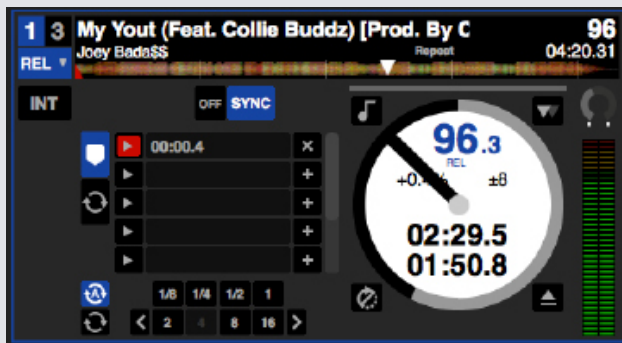 1 3 My Yout (Feat. Collie Buddz) [Prod. By C 96
REL Joey Bada$$ Repeat 04:20.31
INT OFF SYNC
96.3
REL
00:00.4
±8
02:29.5
01:50.8
1/8 1/4 1/2 1
2 4 8 16